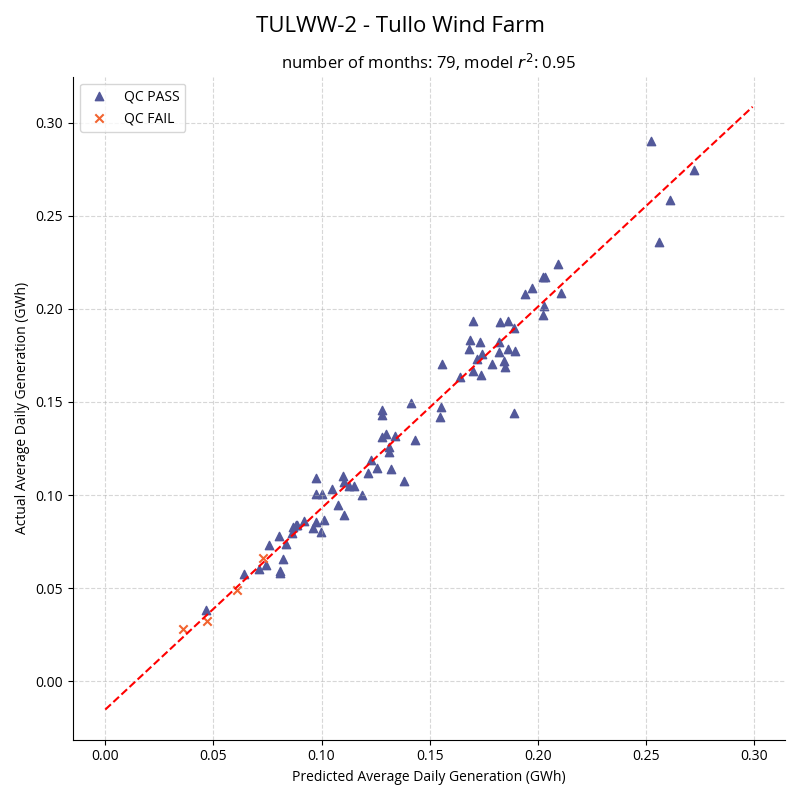 TULWW-2 - Tullo Wind Farm
number of months: 79, model r²: 0.95
QC PASS
QC FAIL
0.30
0.25
0.20
0.15
0.10
0.05
0.00
Actual Average Daily Generation (GWh)
0.00 0.05 0.10 0.15 0.20 0.25 0.30
Predicted Average Daily Generation (GWh)